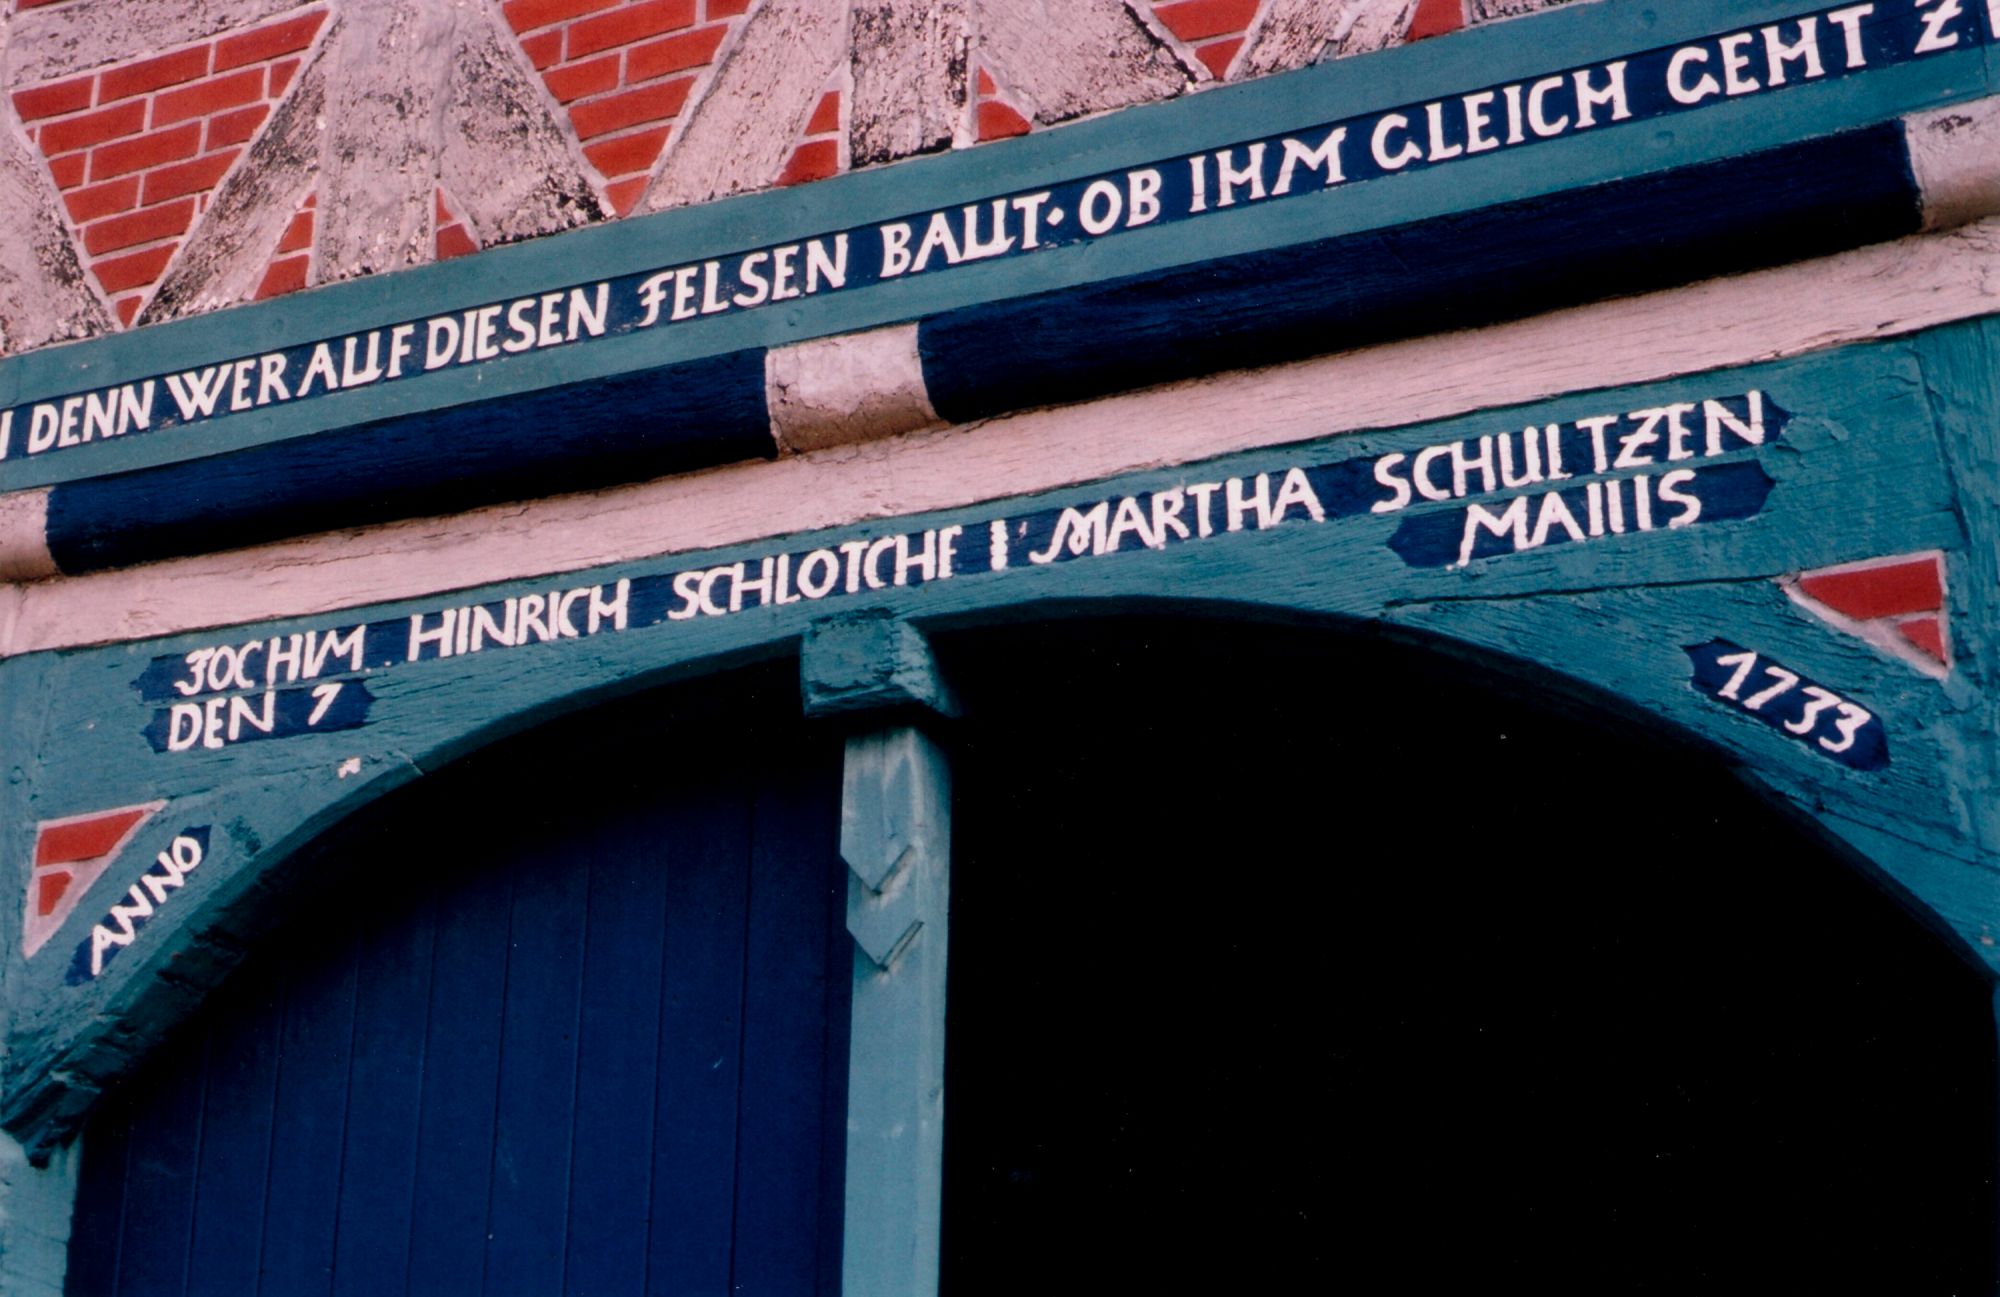 DENN WER AUF DIESEN FELSEN BAUT · OB IHM GLEICH GEHT
JOCHIM HINRICH SCHLOTCHF MARTHA SCHULTZEN
DEN 7 MAIIIS
ANNO 1733